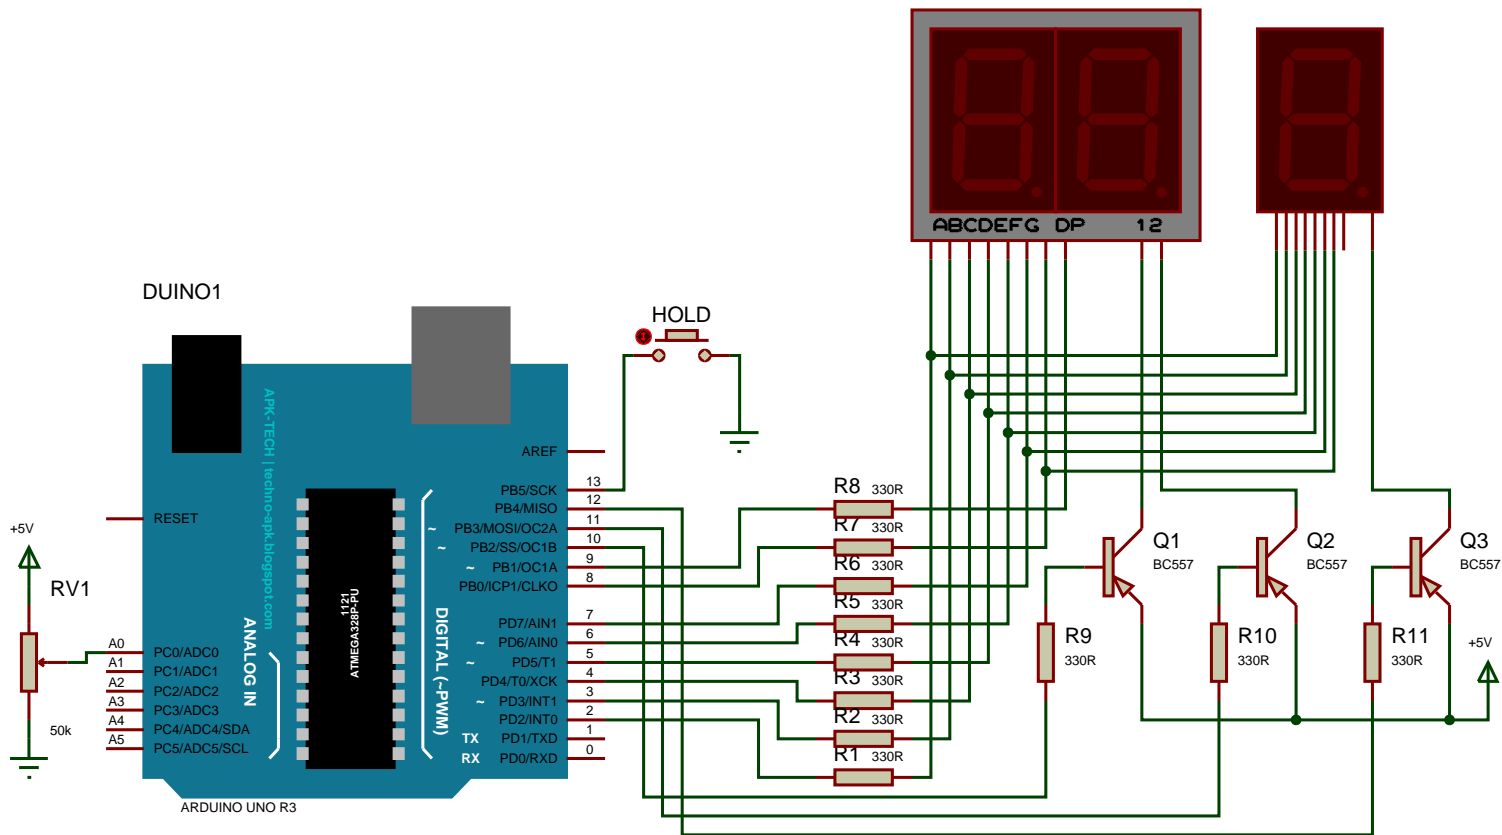 ABCDEFG DP 12
DUINO1
HOLD
APK-TECH | techno-apk.blogspot.com
AREF
PB5/SCK 13
PB4/MISO 12
~ PB3/MOSI/OC2A 11
~ PB2/SS/OC1B 10
~ PB1/OC1A 9
PB0/ICP1/CLKO 8
PD7/AIN1 7
~ PD6/AIN0 6
~ PD5/T1 5
PD4/T0/XCK 4
~ PD3/INT1 3
PD2/INT0 2
TX PD1/TXD 1
RX PD0/RXD 0
RESET
1121
ATMEGA328P-PU
DIGITAL (~PWM)
ANALOG IN
A0 PC0/ADC0
A1 PC1/ADC1
A2 PC2/ADC2
A3 PC3/ADC3
A4 PC4/ADC4/SDA
A5 PC5/ADC5/SCL
ARDUINO UNO R3
+5V
RV1
50k
R8 330R
R7 330R
R6 330R
R5 330R
R4 330R
R3 330R
R2 330R
R1 330R
Q1
BC557
Q2
BC557
Q3
BC557
R9
330R
R10
330R
R11
330R
+5V